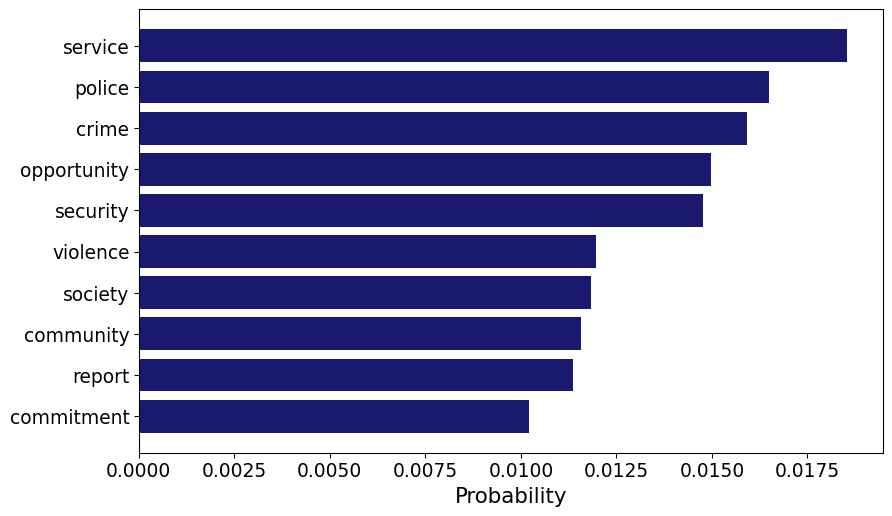 service
police
crime
opportunity
security
violence
society
community
report
commitment
0.0000 0.0025 0.0050 0.0075 0.0100 0.0125 0.0150 0.0175
Probability